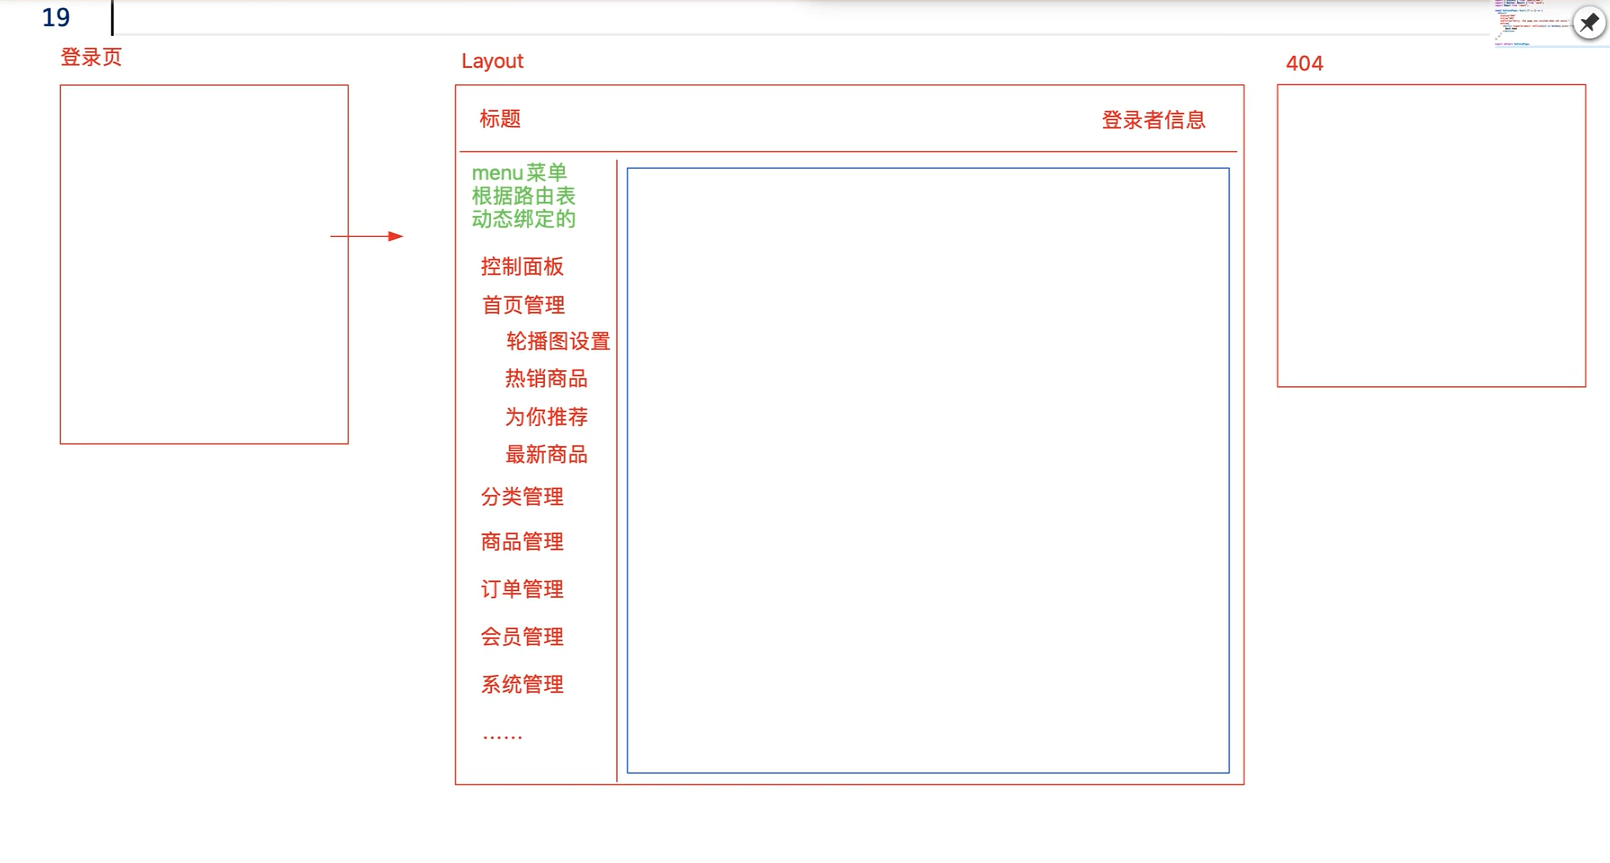 19
登录页
Layout
404
标题
登录者信息
menu菜单
根据路由表
动态绑定的
控制面板
首页管理
轮播图设置
热销商品
为你推荐
最新商品
分类管理
商品管理
订单管理
会员管理
系统管理
......